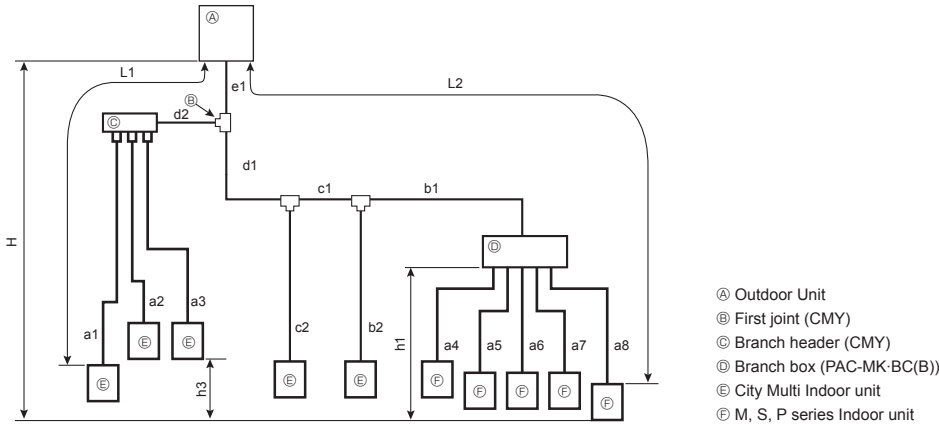 Ⓐ
L1
e1
L2
Ⓑ
Ⓒ
d2
d1
c1
b1
H
Ⓓ
a1
a2
a3
c2
b2
h1
a4
a5
a6
a7
a8
Ⓔ
Ⓔ
Ⓔ
Ⓔ
Ⓔ
Ⓕ
Ⓕ
Ⓕ
Ⓕ
Ⓕ
h3
Ⓐ Outdoor Unit
Ⓑ First joint (CMY)
Ⓒ Branch header (CMY)
Ⓓ Branch box (PAC-MK·BC(B))
Ⓔ City Multi Indoor unit
Ⓕ M, S, P series Indoor unit